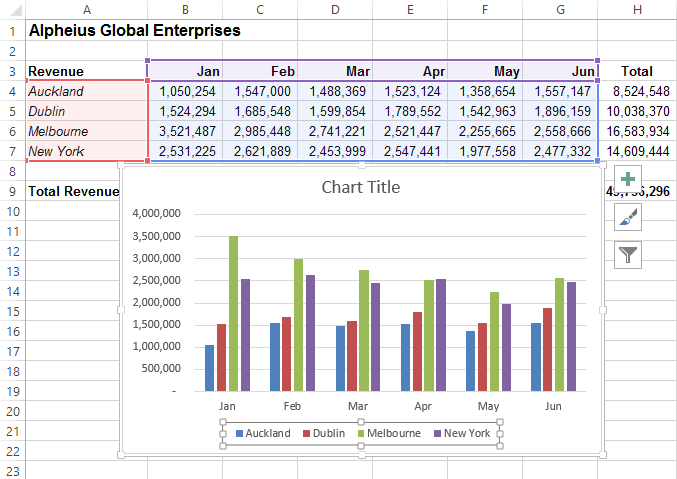 A B C D E F G H
1 Alpheius Global Enterprises
2
3 Revenue Jan Feb Mar Apr May Jun Total
4 Auckland 1,050,254 1,547,000 1,488,369 1,523,124 1,358,654 1,557,147 8,524,548
5 Dublin 1,524,294 1,685,548 1,599,854 1,789,552 1,542,963 1,896,159 10,038,370
6 Melbourne 3,521,487 2,985,448 2,741,221 2,521,447 2,255,665 2,558,666 16,583,934
7 New York 2,531,225 2,621,889 2,453,999 2,547,441 1,977,558 2,477,332 14,609,444
8
9 Total Revenue
10
11
12
13
14
15
16
17
18
19
20
21
22
23
Chart Title
4,000,000
3,500,000
3,000,000
2,500,000
2,000,000
1,500,000
1,000,000
500,000
-
Jan Feb Mar Apr May Jun
Auckland Dublin Melbourne New York